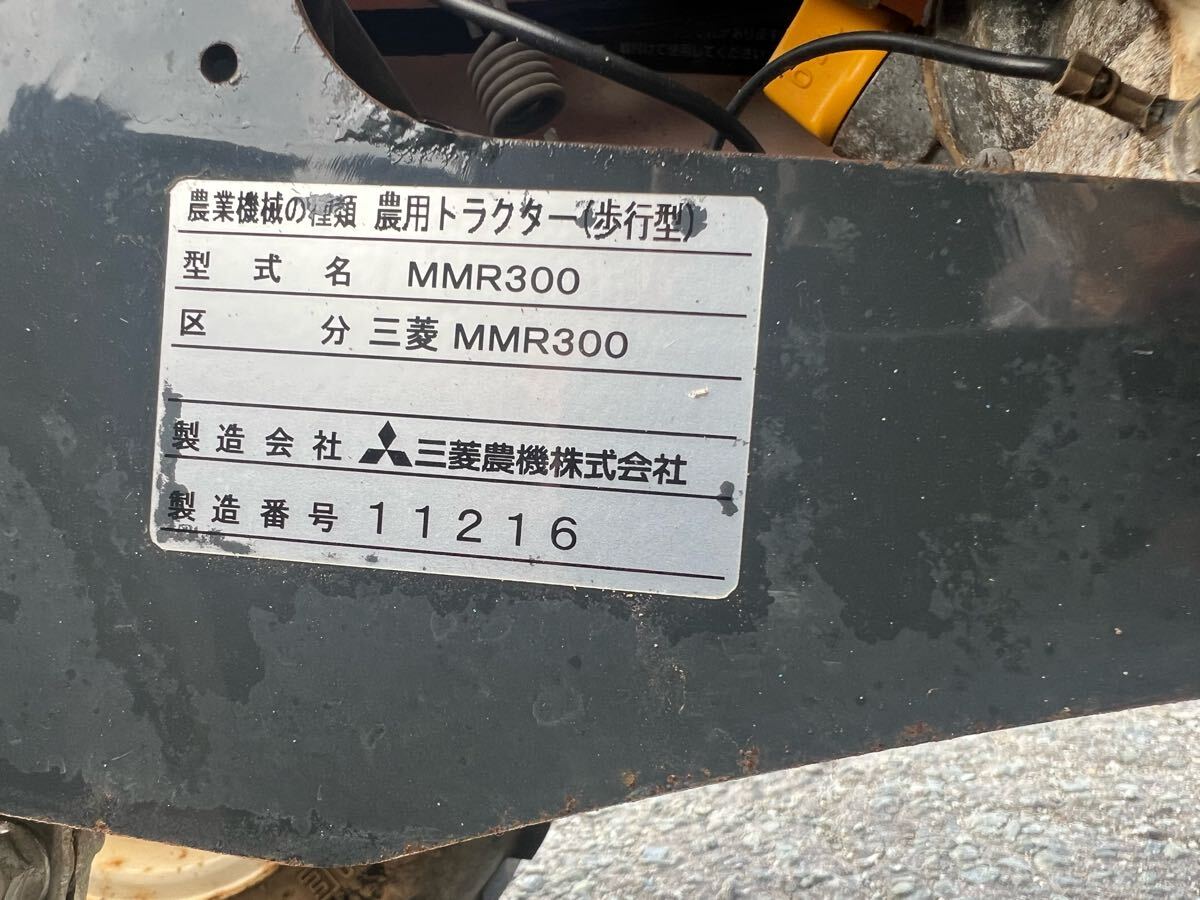 農業機械の種類 農用トラクター(歩行型)
型式名 MMR300
区分 三菱 MMR300
製造会社 三菱農機株式会社
製造番号 11216